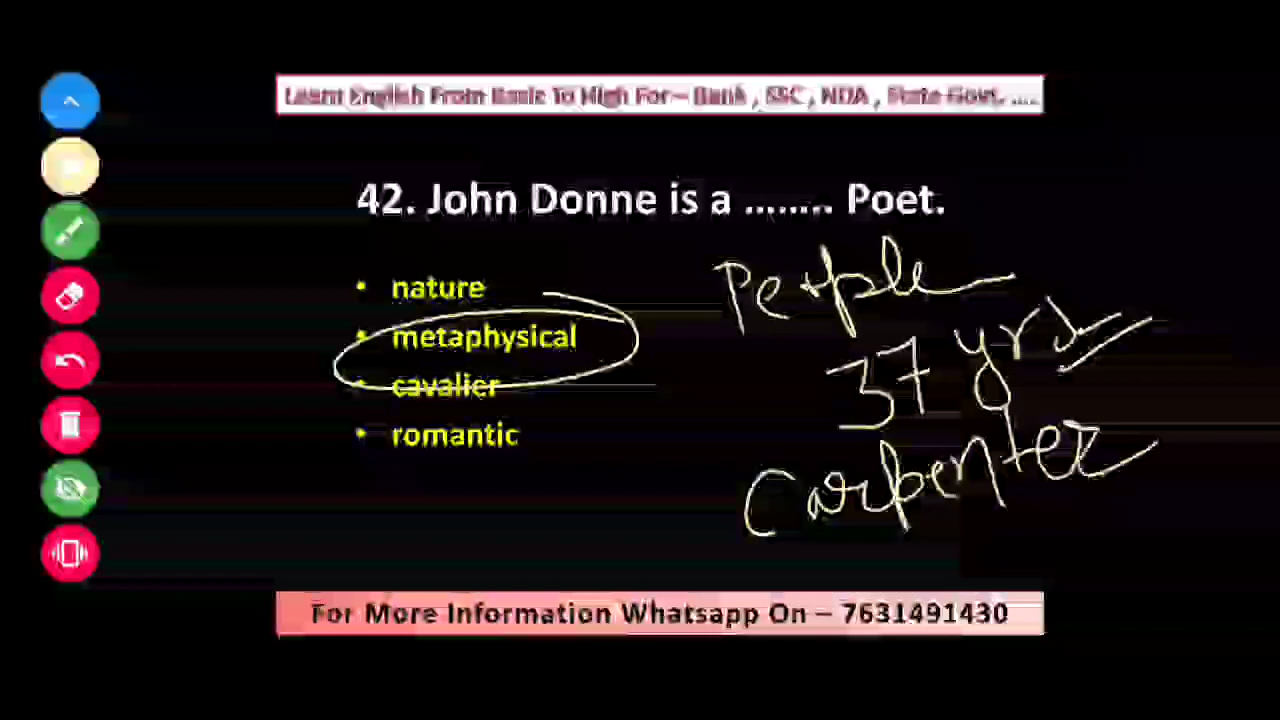 Learn English From Basic To High For – Bank , SSC , NDA , State Govt. ....
42. John Donne is a ........ Poet.
• nature
• metaphysical
• cavalier
• romantic
37 yrs
Carpenter
For More Information Whatsapp On – 7631491430